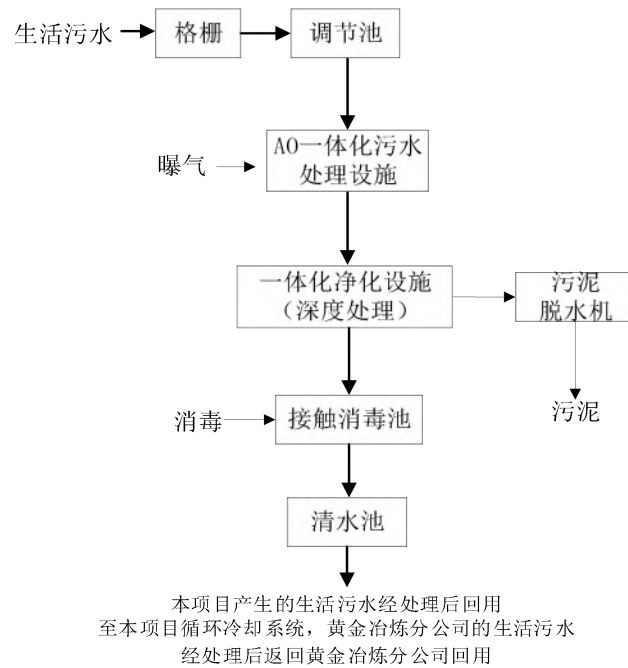 生活污水
格栅
调节池
曝气
AO一体化污水
处理设施
一体化净化设施
（深度处理）
污泥
脱水机
污泥
消毒
接触消毒池
清水池
本项目产生的生活污水经处理后回用
至本项目循环冷却系统，黄金冶炼分公司的生活污水
经处理后返回黄金冶炼分公司回用